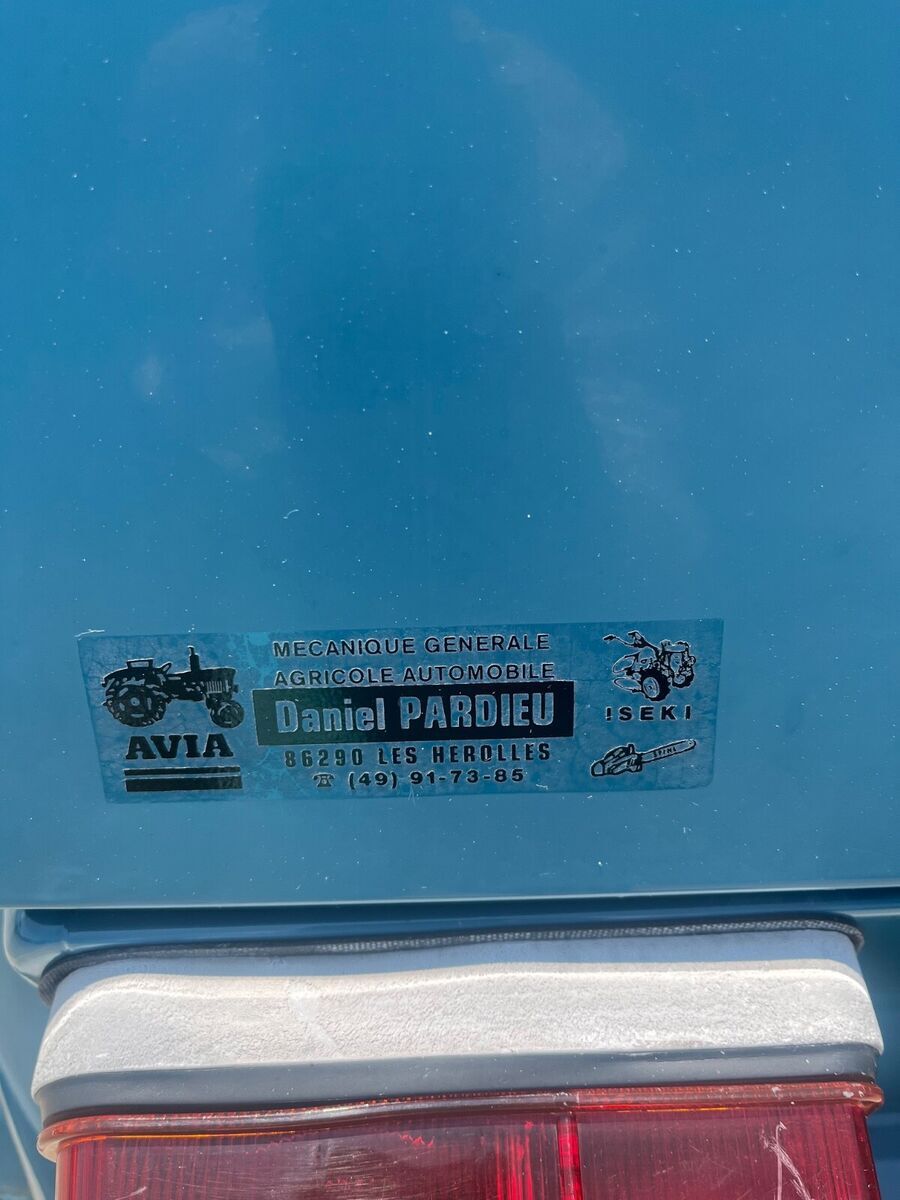 MECANIQUE GENERALE
AGRICOLE AUTOMOBILE
Daniel PARDIEU
86290 LES HEROLLES
☎ (49) 91-73-85
AVIA
ISEKI